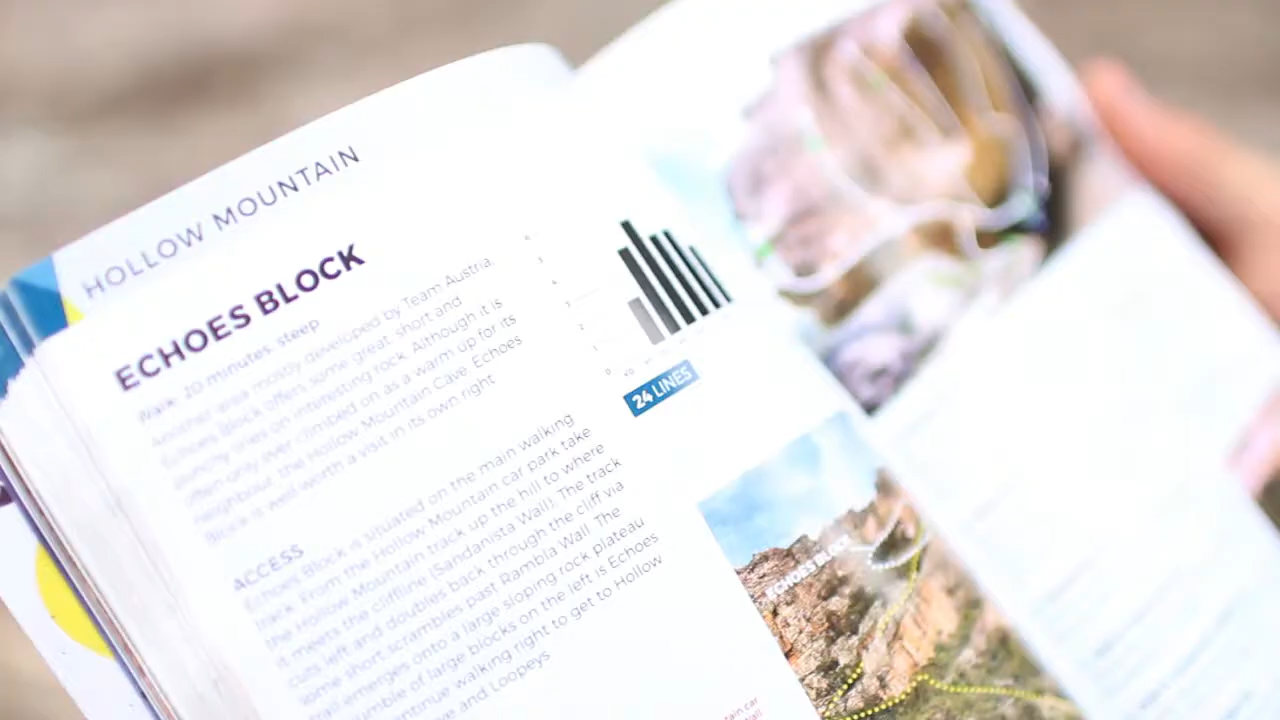 HOLLOW MOUNTAIN
ECHOES BLOCK
Walk: 20 minutes, steep
Another area mostly developed by Team Austria,
Echoes Block offers some great short and
punchy lines on interesting rock. Although it is
often only ever climbed on as a warm up for its
neighbour, the Hollow Mountain Cave, Echoes
Block is well worth a visit in its own right
24 LINES
ACCESS
Echoes Block is situated on the main walking
track. From the Hollow Mountain car park take
the Hollow Mountain track up the hill to where
it meets the cliffline (Sandanista Wall). The track
cuts left and doubles back through the cliff via
some short scrambles past Rambla Wall. The
trail emerges onto a large sloping rock plateau
jumble of large blocks on the left is Echoes
ontinue walking right to get to Hollow
ve and Loopeys
ECHOES BLOCK
tain car